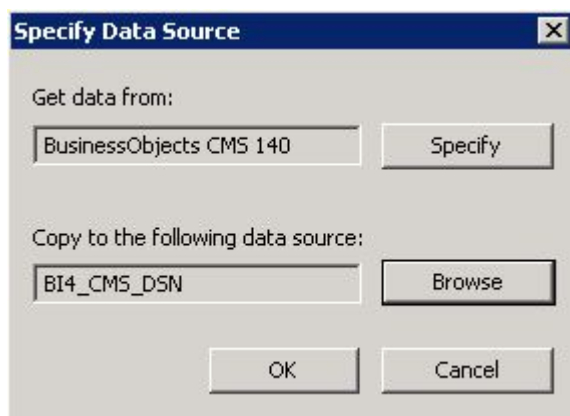 Specify Data Source
Get data from:
BusinessObjects CMS 140
Specify
Copy to the following data source:
BI4_CMS_DSN
Browse
OK
Cancel